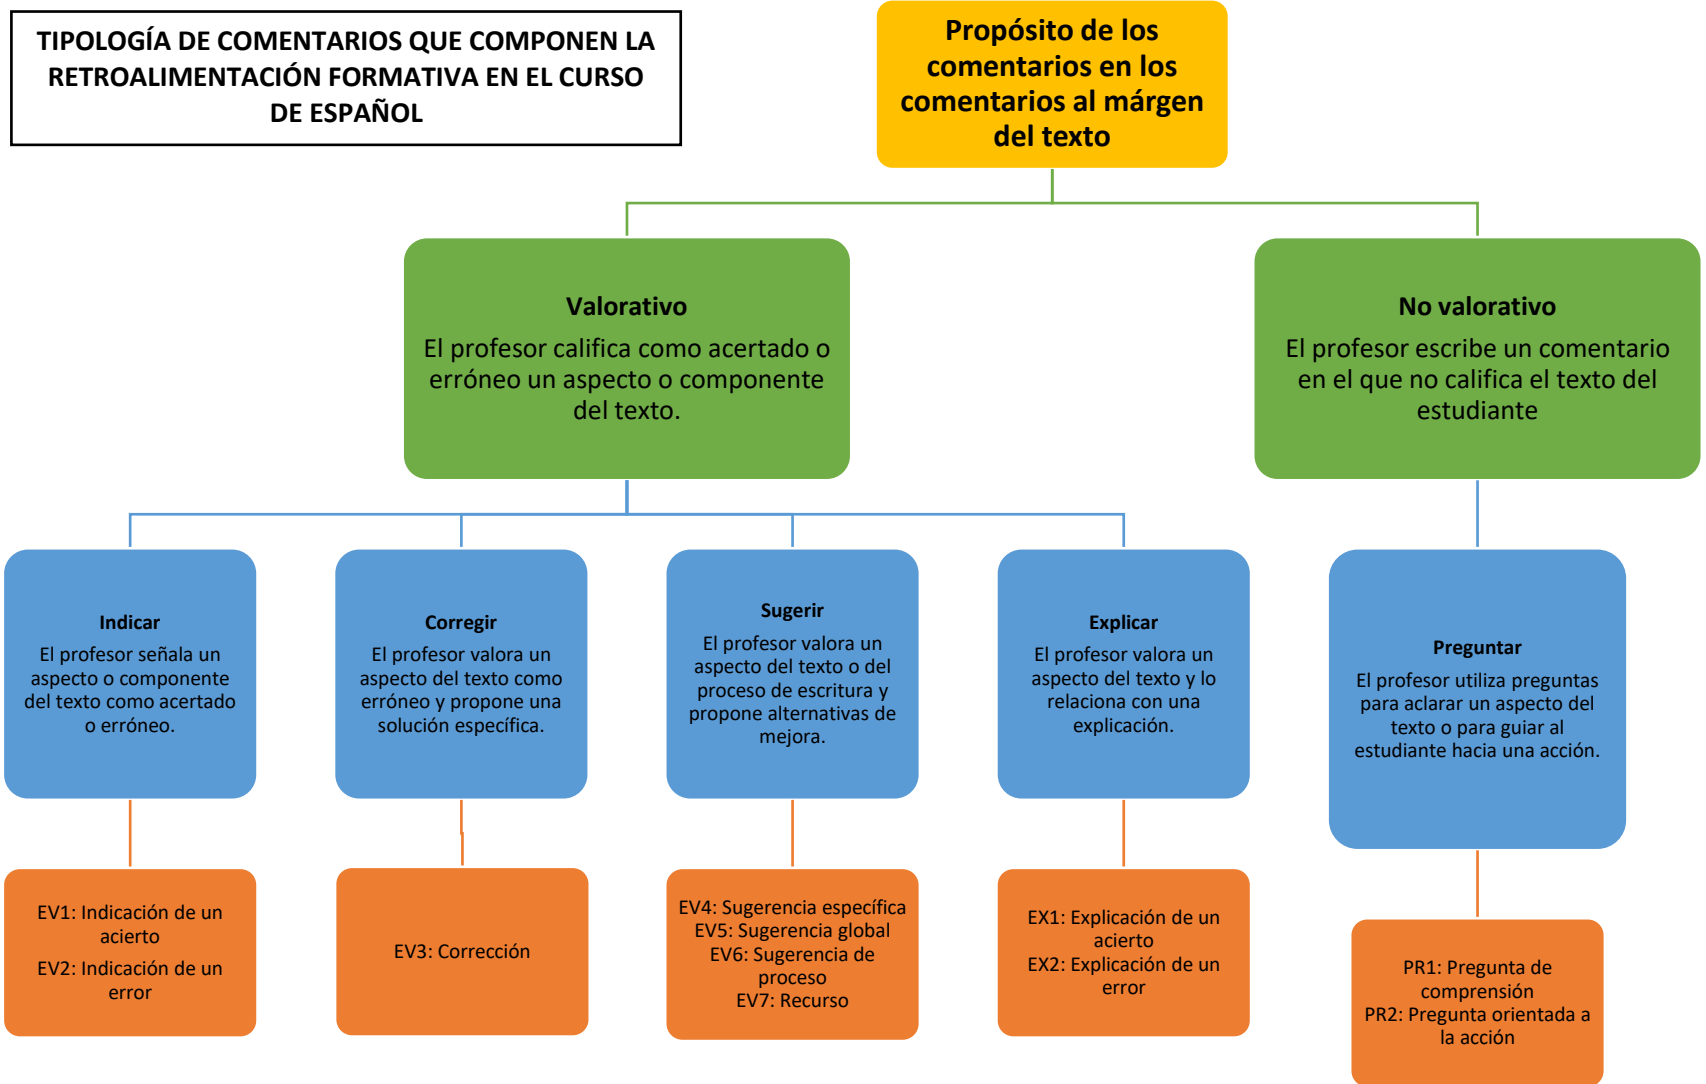 TIPOLOGÍA DE COMENTARIOS QUE COMPONEN LA
RETROALIMENTACIÓN FORMATIVA EN EL CURSO
DE ESPAÑOL
Propósito de los
comentarios en los
comentarios al márgen
del texto
Valorativo
El profesor califica como acertado o
erróneo un aspecto o componente
del texto.
No valorativo
El profesor escribe un comentario
en el que no califica el texto del
estudiante
Indicar
El profesor señala un
aspecto o componente
del texto como acertado
o erróneo.
Corregir
El profesor valora un
aspecto del texto como
erróneo y propone una
solución específica.
Sugerir
El profesor valora un
aspecto del texto o del
proceso de escritura y
propone alternativas de
mejora.
Explicar
El profesor valora un
aspecto del texto y lo
relaciona con una
explicación.
Preguntar
El profesor utiliza preguntas
para aclarar un aspecto del
texto o para guiar al
estudiante hacia una acción.
EV1: Indicación de un
acierto
EV2: Indicación de un
error
EV3: Corrección
EV4: Sugerencia específica
EV5: Sugerencia global
EV6: Sugerencia de
proceso
EV7: Recurso
EX1: Explicación de un
acierto
EX2: Explicación de un
error
PR1: Pregunta de
comprensión
PR2: Pregunta orientada a
la acción